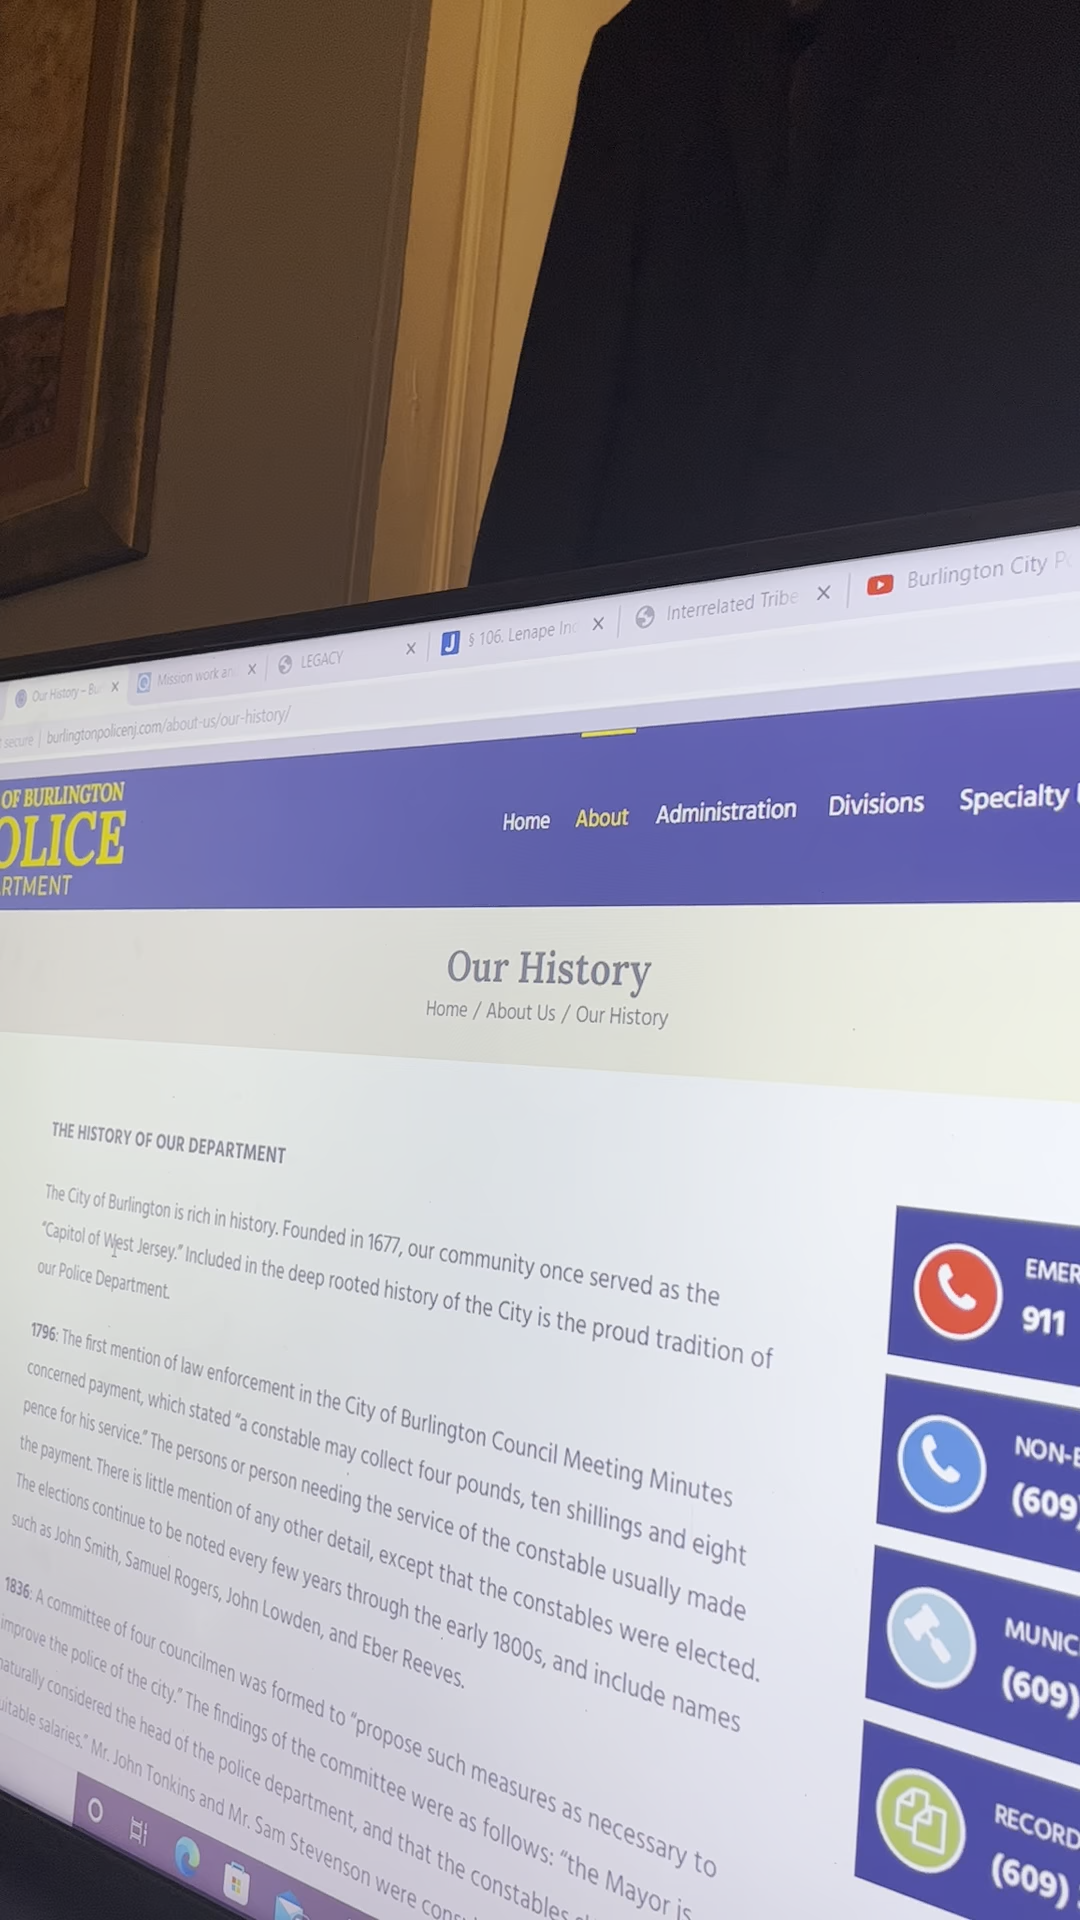 Our History – Bu
Mission work an
LEGACY
§ 106. Lenape Ind
Interrelated Tribe
Burlington City Po
secure | burlingtonpolicenj.com/about-us/our-history/
OF BURLINGTON
OLICE
ARTMENT
Home About Administration Divisions Specialty
Our History
Home / About Us / Our History
THE HISTORY OF OUR DEPARTMENT
The City of Burlington is rich in history. Founded in 1677, our community once served as the
"Capitol of West Jersey." Included in the deep rooted history of the City is the proud tradition of
our Police Department.
1796: The first mention of law enforcement in the City of Burlington Council Meeting Minutes
concerned payment, which stated "a constable may collect four pounds, ten shillings and eight
pence for his service." The persons or person needing the service of the constable usually made
the payment. There is little mention of any other detail, except that the constables were elected.
The elections continue to be noted every few years through the early 1800s, and include names
such as John Smith, Samuel Rogers, John Lowden, and Eber Reeves.
1836: A committee of four councilmen was formed to "propose such measures as necessary to
improve the police of the city." The findings of the committee were as follows: "the Mayor is
naturally considered the head of the police department, and that the constables
uitable salaries." Mr. John Tonkins and Mr. Sam Stevenson were
EMER
911
NON-E
(609)
MUNIC
(609)
RECORD
(609)